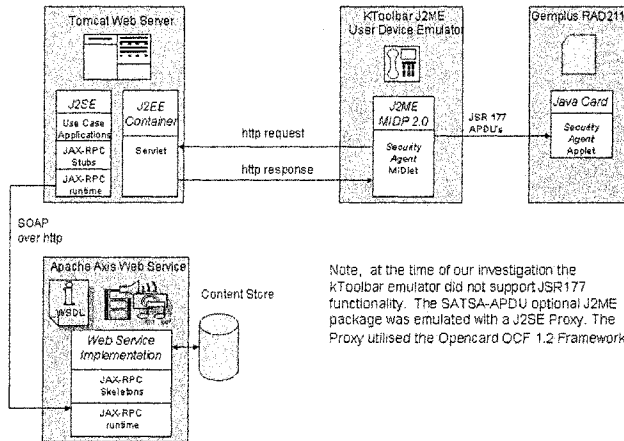 Tomcat Web Server
J2SE
Use Case
Applications
JAX-RPC
Stubs
JAX-RPC
runtime
J2EE
Container
Servlet
http request
http response
KToolbar J2ME
User Device Emulator
J2ME
MIDP 2.0
Security
Agent
MIDlet
JSR 177
APDU's
Gemplus RAD211
Java Card
Security
Agent
Applet
SOAP
over http
Apache Axis Web Service
WSDL
Web Service
Implementation
JAX-RPC
Skeletons
JAX-RPC
runtime
Content Store
Note, at the time of our investigation the
kToolbar emulator did not support JSR177
functionality. The SATSA-APDU optional J2ME
package was emulated with a J2SE Proxy. The
Proxy utilised the Opencard OCF 1.2 Framework